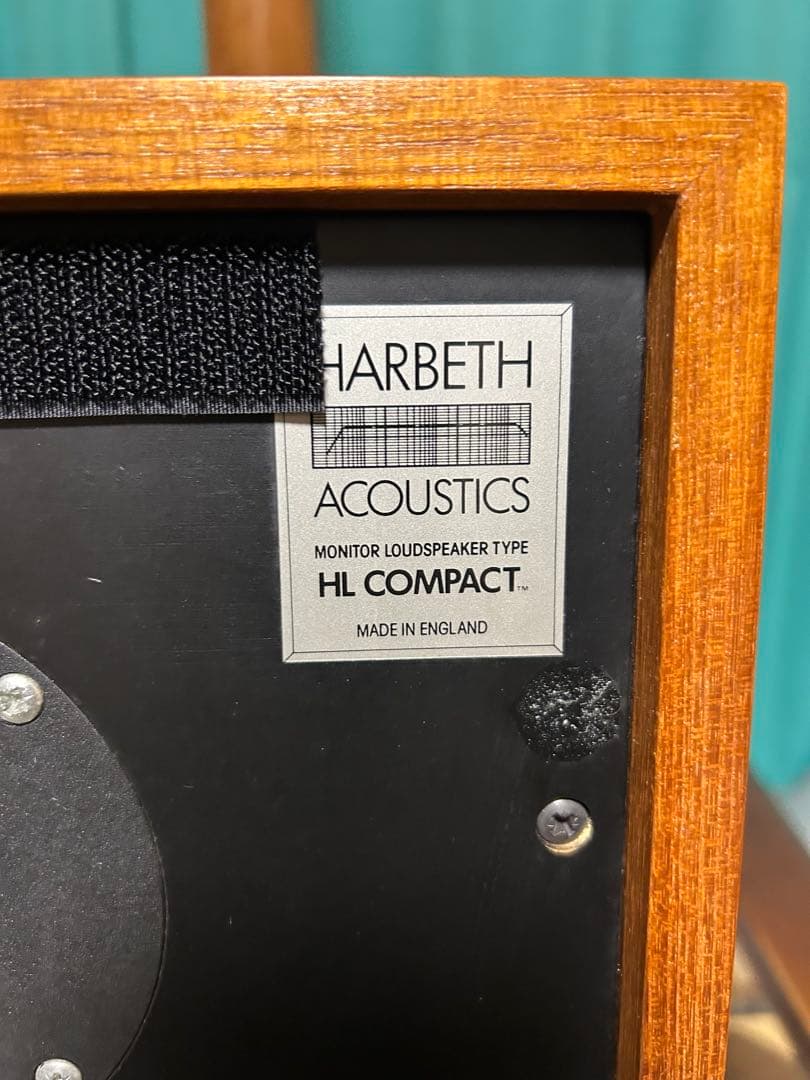 HARBETH
ACOUSTICS
MONITOR LOUDSPEAKER TYPE
HL COMPACT™
MADE IN ENGLAND